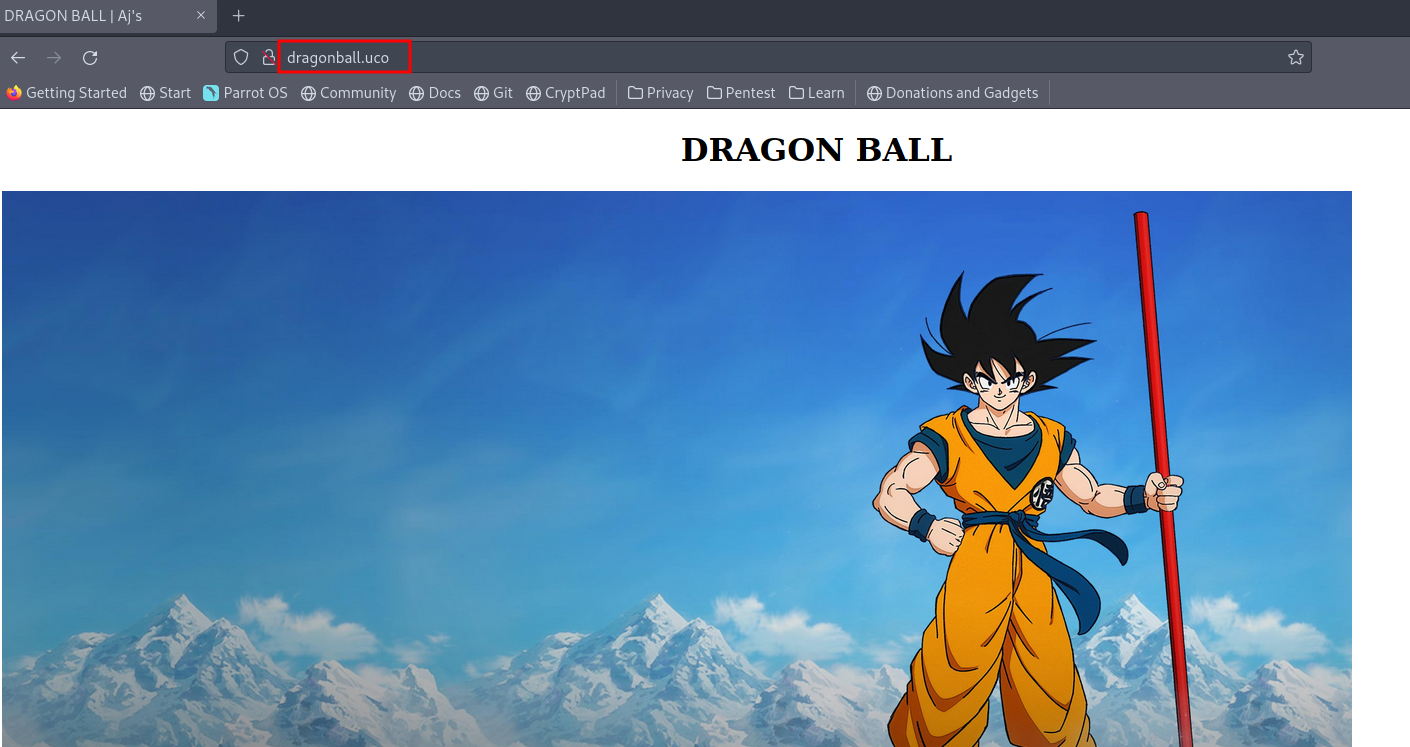 DRAGON BALL | Aj's
dragonball.uco
Getting Started Start Parrot OS Community Docs Git CryptPad Privacy Pentest Learn Donations and Gadgets
DRAGON BALL